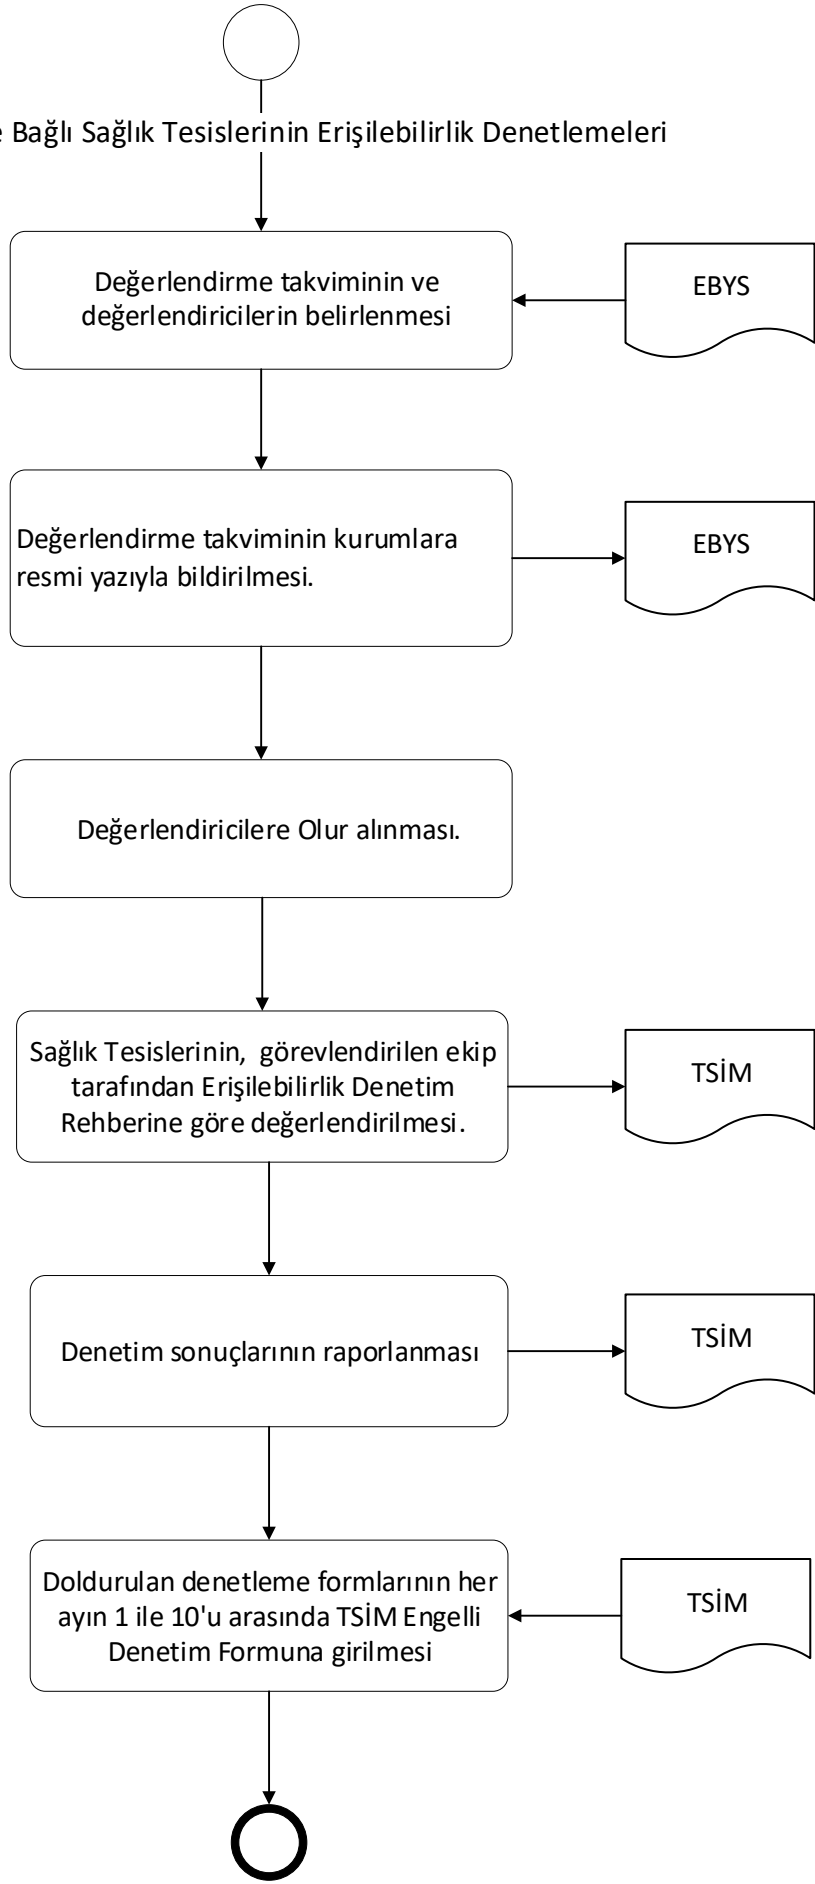 Bağlı Sağlık Tesislerinin Erişilebilirlik Denetlemeleri
Değerlendirme takviminin ve
değerlendiricilerin belirlenmesi
EBYS
Değerlendirme takviminin kurumlara
resmi yazıyla bildirilmesi.
EBYS
Değerlendiricilere Olur alınması.
Sağlık Tesislerinin, görevlendirilen ekip
tarafından Erişilebilirlik Denetim
Rehberine göre değerlendirilmesi.
TSİM
Denetim sonuçlarının raporlanması
TSİM
Doldurulan denetleme formlarının her
ayın 1 ile 10'u arasında TSİM Engelli
Denetim Formuna girilmesi
TSİM